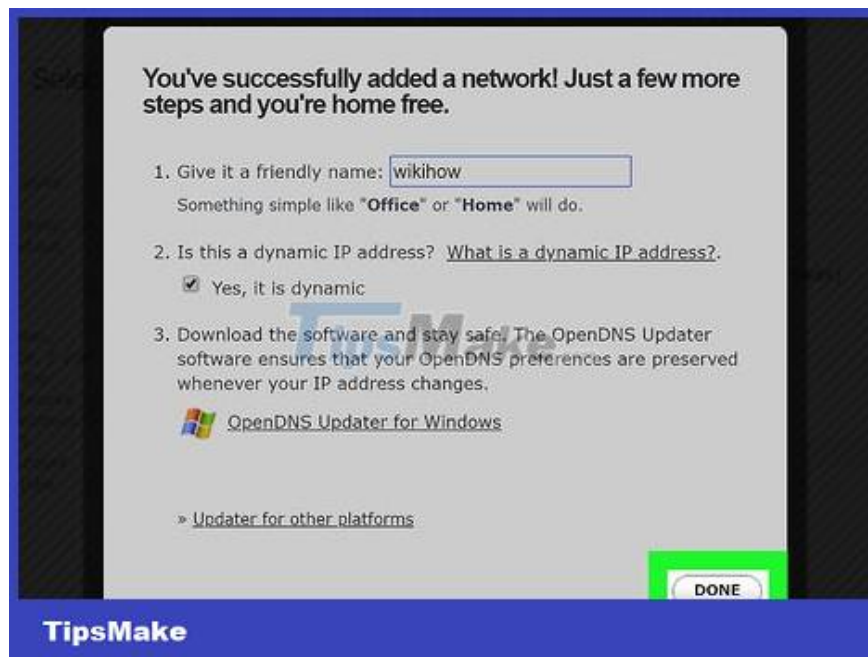 You've successfully added a network! Just a few more
steps and you're home free.
1. Give it a friendly name: wikihow
Something simple like "Office" or "Home" will do.
2. Is this a dynamic IP address? What is a dynamic IP address?.
Yes, it is dynamic
3. Download the software and stay safe. The OpenDNS Updater
software ensures that your OpenDNS preferences are preserved
whenever your IP address changes.
TipsMake
OpenDNS Updater for Windows
» Updater for other platforms
DONE
TipsMake